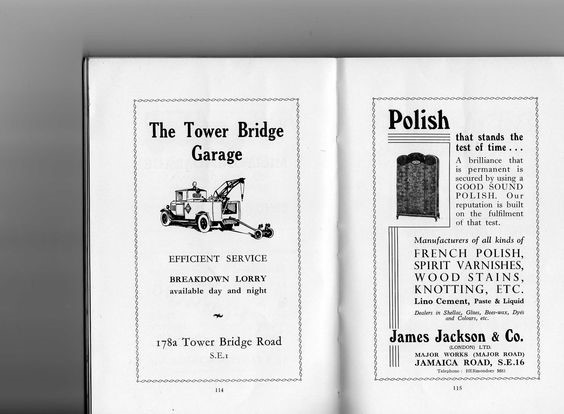 The Tower Bridge
Garage
EFFICIENT SERVICE
BREAKDOWN LORRY
available day and night
178a Tower Bridge Road
S.E.1
114
Polish
that stands the
test of time . . .
A brilliance that
is permanent is
secured by using a
GOOD SOUND
POLISH. Our
reputation is built
on the fulfilment
of that test.
Manufacturers of all kinds of
FRENCH POLISH,
SPIRIT VARNISHES,
WOOD STAINS,
KNOTTING, ETC.
Lino Cement, Paste & Liquid
Dealers in Shellac, Glues, Bees-wax, Dyes
and Colours, etc.
James Jackson & Co.
(LONDON) LTD.
MAJOR WORKS (MAJOR ROAD)
JAMAICA ROAD, S.E.16
Telephone: BERmondsey
115